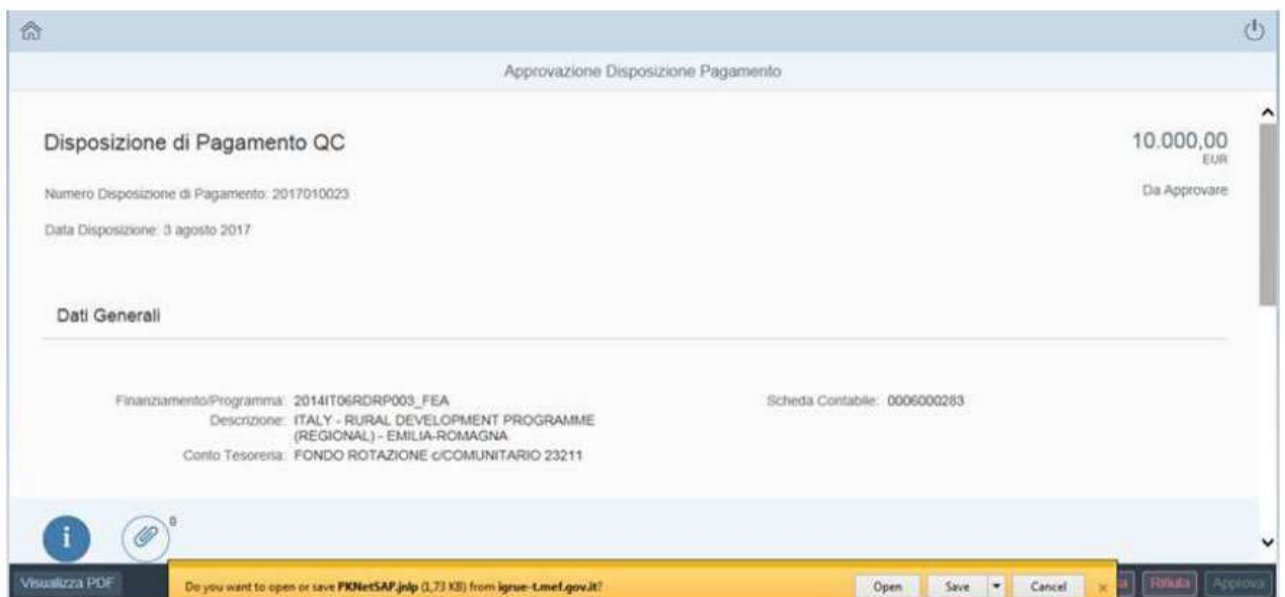 Approvazione Disposizione Pagamento
Disposizione di Pagamento QC
10.000,00
EUR
Numero Disposizione di Pagamento: 2017010023
Da Approvare
Data Disposizione: 3 agosto 2017
Dati Generali
Finanziamento/Programma: 2014IT06RDRP003_FEA
Scheda Contabile: 0006000283
Descrizione: ITALY - RURAL DEVELOPMENT PROGRAMME
(REGIONAL) - EMILIA-ROMAGNA
Conto Tesoreria: FONDO ROTAZIONE c/COMUNITARIO 23211
i
0
Visualizza PDF
Do you want to open or save PKNetSAP.jnlp (1,73 KB) from igrue-t.mef.gov.it?
Open
Save
Cancel
Rifiuta
Approva